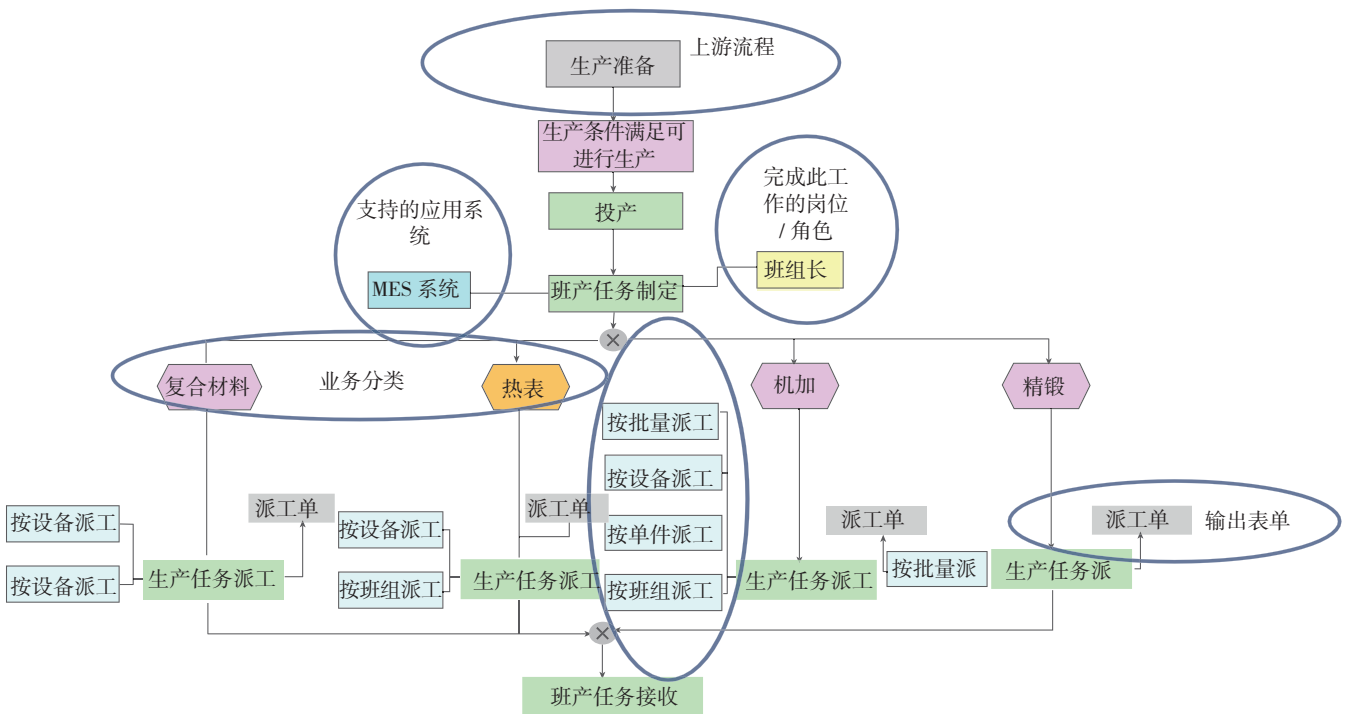 上游流程
生产准备
生产条件满足可
进行生产
完成此工
作的岗位
/ 角色
支持的应用系
统
投产
班组长
MES 系统
班产任务制定
复合材料
业务分类
热表
机加
精锻
按批量派工
按设备派工
派工单
派工单
派工单
派工单
输出表单
按设备派工
按设备派工
按单件派工
按设备派工
生产任务派工
按班组派工
生产任务派工
按班组派工
生产任务派工
按批量派
生产任务派
班产任务接收